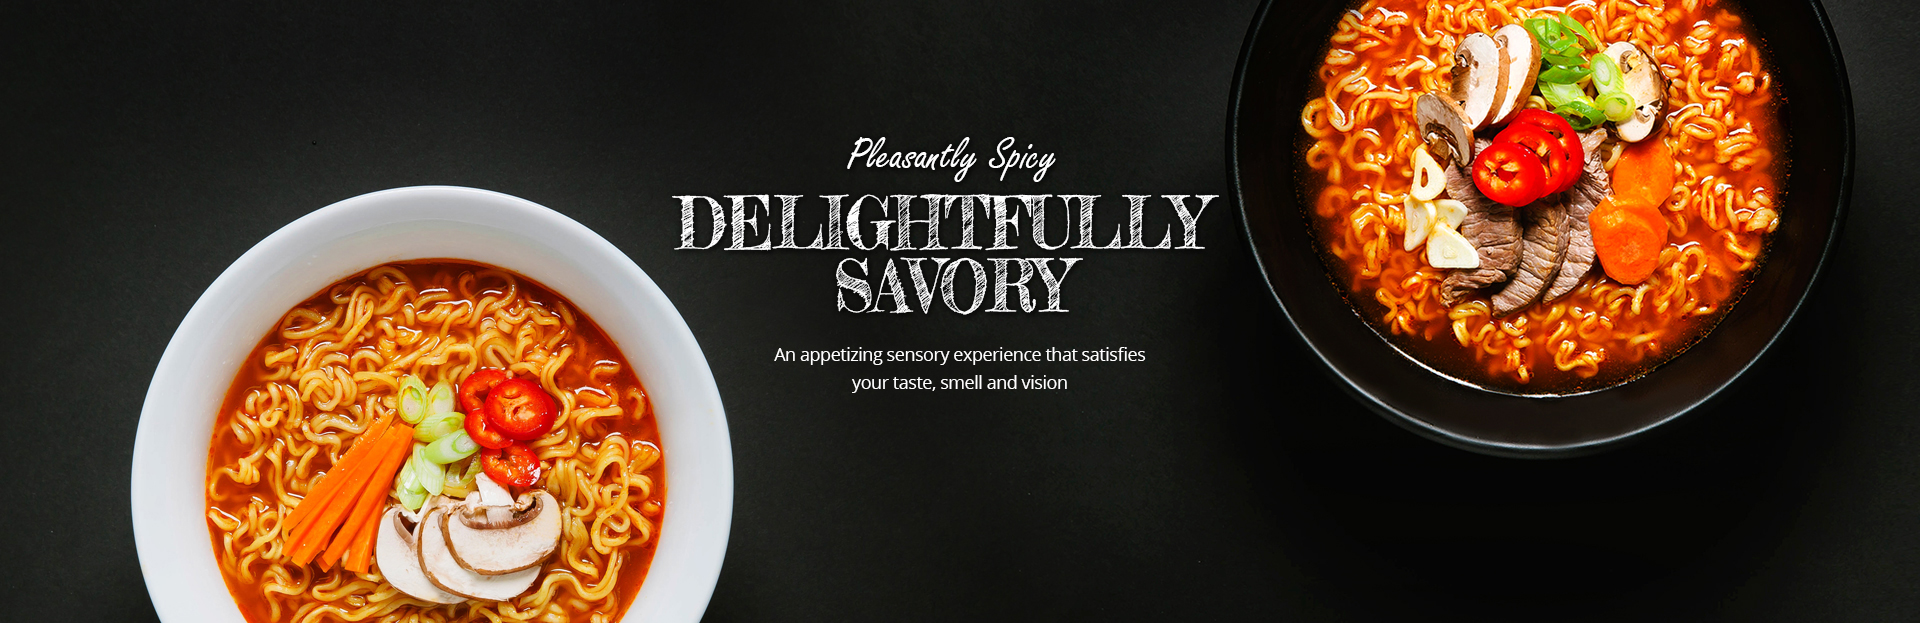 Pleasantly Spicy
DELIGHTFULLY
SAVORY
An appetizing sensory experience that satisfies
your taste, smell and vision